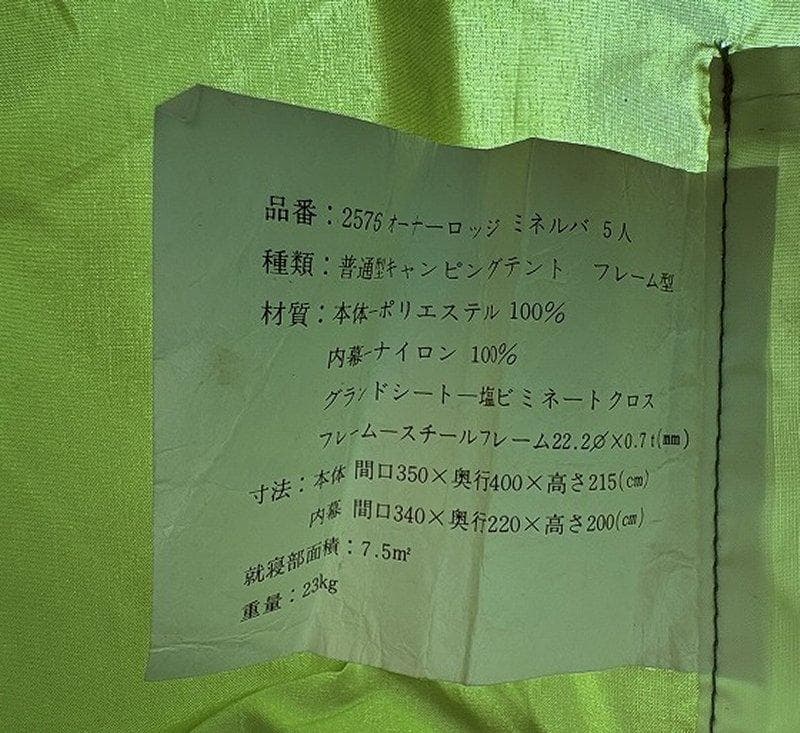 品番：2576 オーナーロッジ ミネルバ 5人
種類：普通型キャンピングテント フレーム型
材質：本体-ポリエステル 100%
内幕-ナイロン 100%
グランドシートー塩ビミネートクロス
フレームースチールフレーム22.2∅×0.7t(mm)
寸法：本体 間口350×奥行400×高さ215(cm)
内幕 間口340×奥行220×高さ200(cm)
就寝部面積：7.5m²
重量：23kg